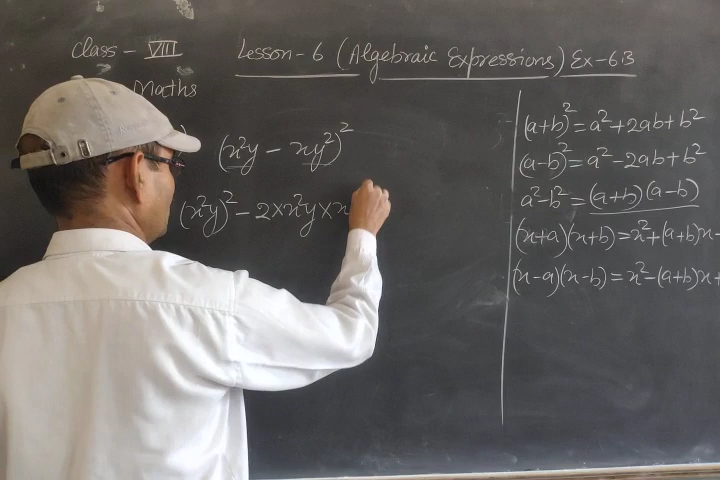 Class - VIII
Lesson-6 (Algebraic Expressions) Ex-6.3
Maths
(x²y - xy²)²
(x²y)² - 2×x²y×x
(a+b)² = a²+2ab+b²
(a-b)² = a²-2ab+b²
a²-b² = (a+b)(a-b)
(x+a)(x+b) = x²+(a+b)x+
(x-a)(x-b) = x²-(a+b)x+